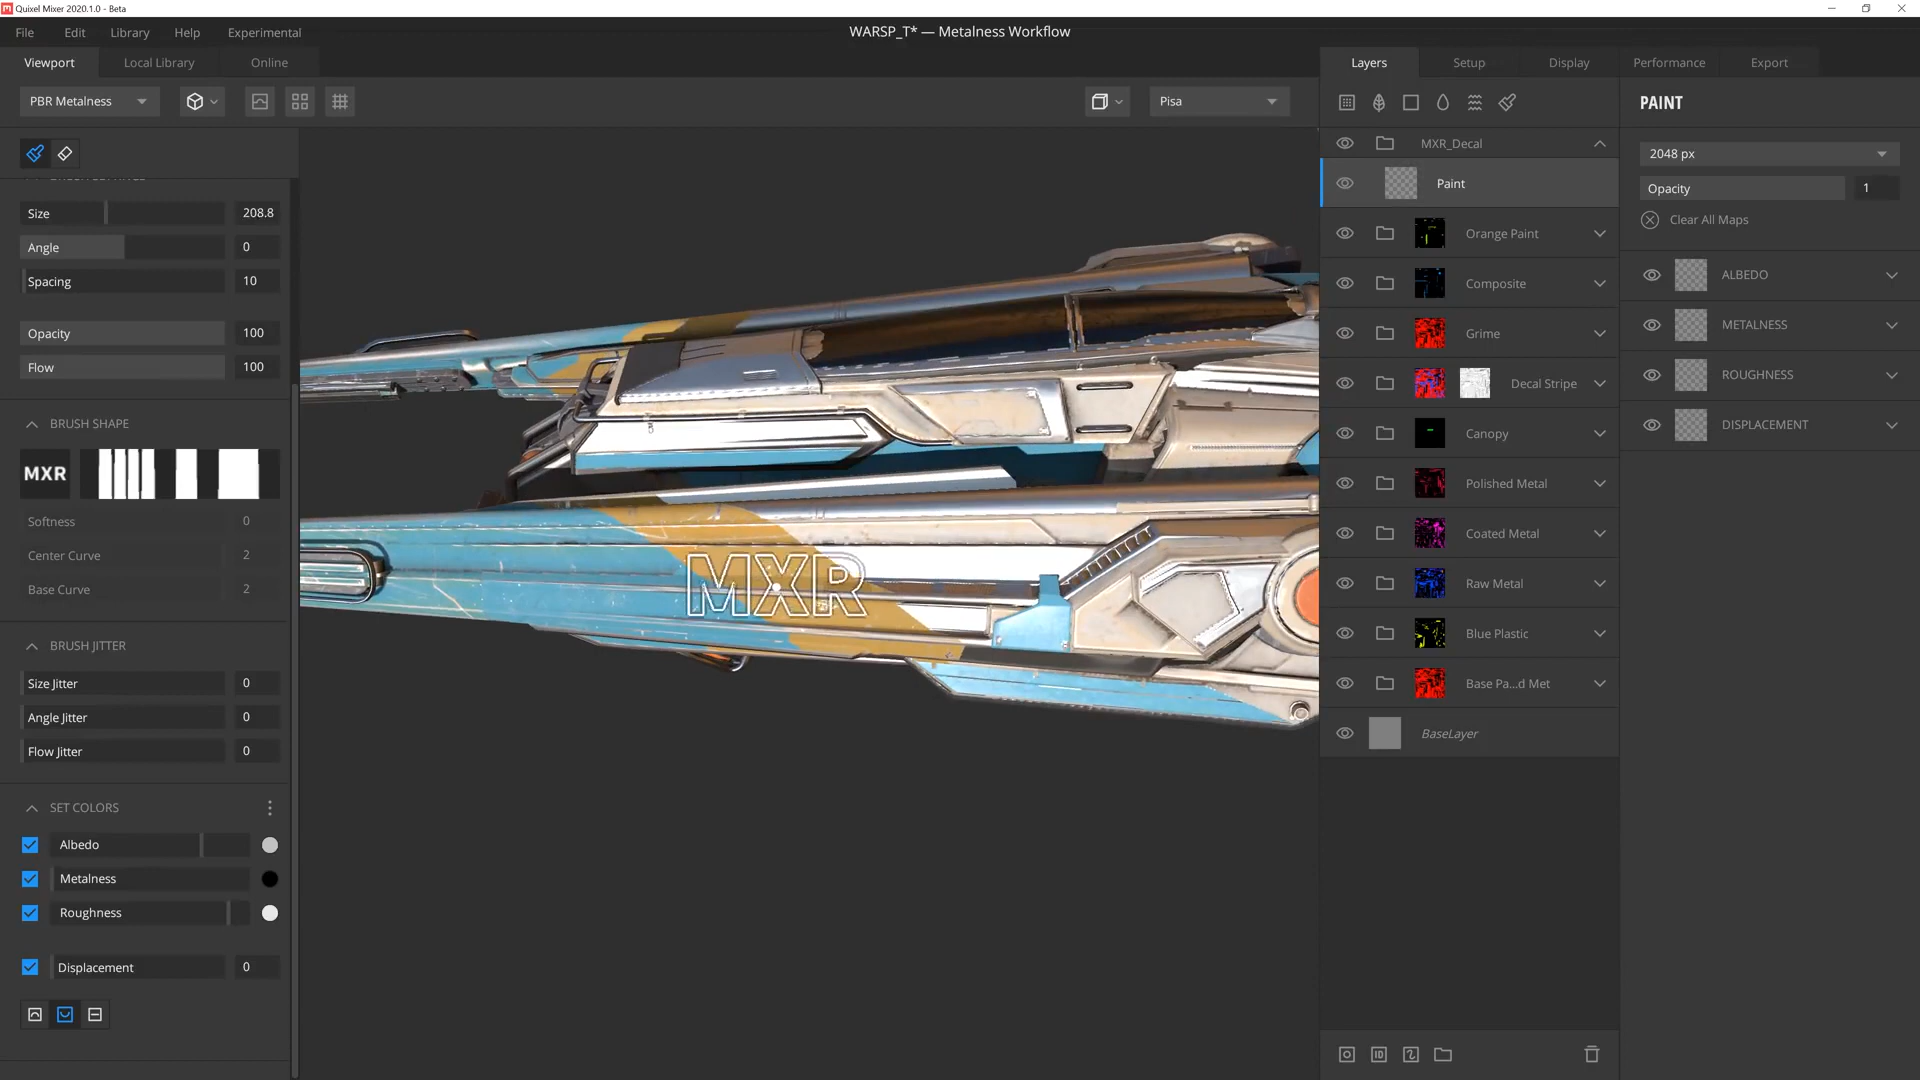 Quixel Mixer 2020.1.0 - Beta
File Edit Library Help Experimental
WARSP_T* — Metalness Workflow
Viewport Local Library Online
Layers Setup Display Performance Export
PBR Metalness
Pisa
PAINT
2048 px
Opacity 1
Clear All Maps
ALBEDO
METALNESS
ROUGHNESS
DISPLACEMENT
MXR_Decal
Paint
Orange Paint
Composite
Grime
Decal Stripe
Canopy
Polished Metal
Coated Metal
Raw Metal
Blue Plastic
Base Pa...d Met
BaseLayer
Size 208.8
Angle 0
Spacing 10
Opacity 100
Flow 100
BRUSH SHAPE
MXR
Softness 0
Center Curve 2
Base Curve 2
BRUSH JITTER
Size Jitter 0
Angle Jitter 0
Flow Jitter 0
SET COLORS
Albedo
Metalness
Roughness
Displacement 0
MXR